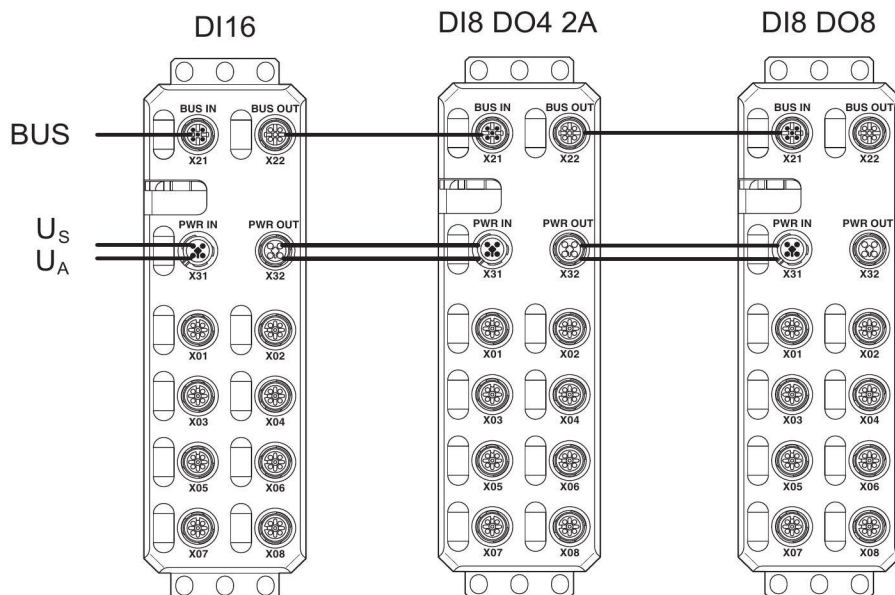 DI16 DI8 DO4 2A DI8 DO8
BUS IN BUS OUT BUS IN BUS OUT BUS IN BUS OUT
BUS
X21 X22 X21 X22 X21 X22
PWR IN PWR OUT PWR IN PWR OUT PWR IN PWR OUT
US
UA
X31 X32 X31 X32 X31 X32
X01 X02 X01 X02 X01 X02
X03 X04 X03 X04 X03 X04
X05 X06 X05 X06 X05 X06
X07 X08 X07 X08 X07 X08